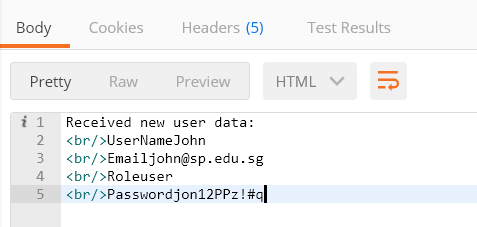 Body Cookies Headers (5) Test Results
Pretty Raw Preview HTML
i 1 Received new user data:
2 <br/>UserNameJohn
3 <br/>Emailjohn@sp.edu.sg
4 <br/>Roleuser
5 <br/>Passwordjon12PPz!#q